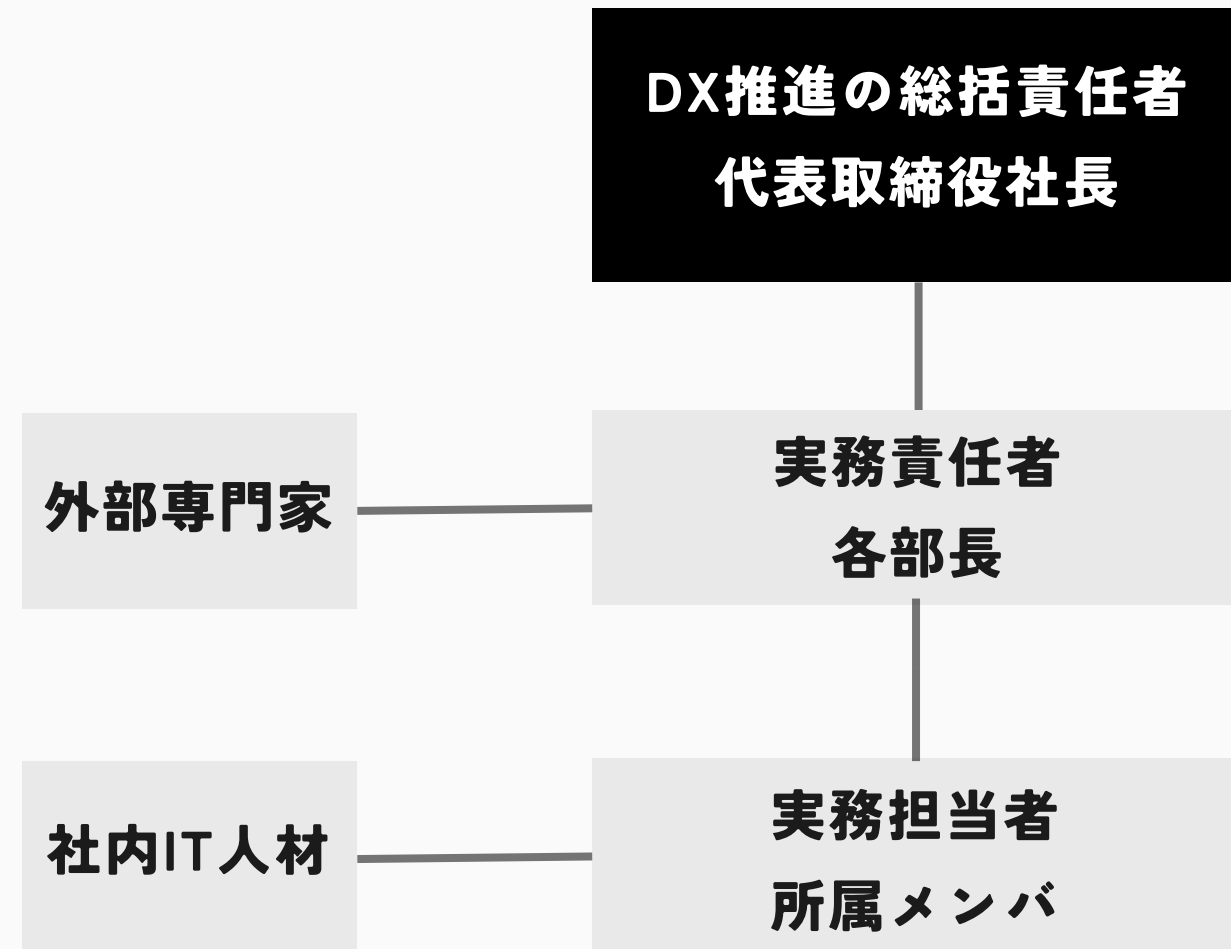 DX推進の総括責任者
代表取締役社長
外部専門家
実務責任者
各部長
社内IT人材
実務担当者
所属メンバ